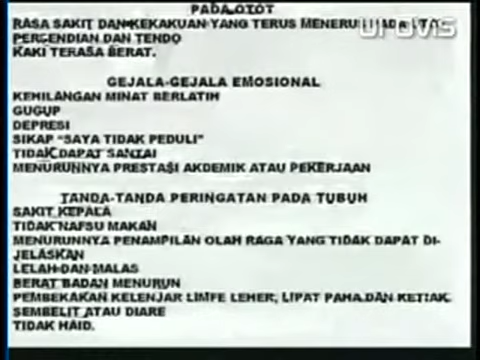 PADA OTOT
RASA SAKIT DAN KEKAKUAN YANG TERUS MENERUS PADA OTO
PERCENDIAN DAN TENDO
KAKI TERASA BERAT.
GEJALA-GEJALA EMOSIONAL
KEHILANGAN MINAT BERLATIH
GUGUP
DEPRESI
SIKAP “SAYA TIDAK PEDULI”
TIDAK DAPAT SANTAI
MENURUNNYA PRESTASI AKDEMIK ATAU PEKERJAAN
TANDA-TANDA PERINGATAN PADA TUBUH
SAKIT KEPALA
TIDAK NAFSU MAKAN
MENURUNNYA PENAMPILAN OLAH RAGA YANG TIDAK DAPAT DI-
JELASKAN
LELAH DAN MALAS
BERAT BADAN MENURUN
PEMBEKAKAN KELENJAR LIMFE LEHER, LIPAT PAHA DAN KETIAK.
SEMBELIT ATAU DIARE
TIDAK HAID.